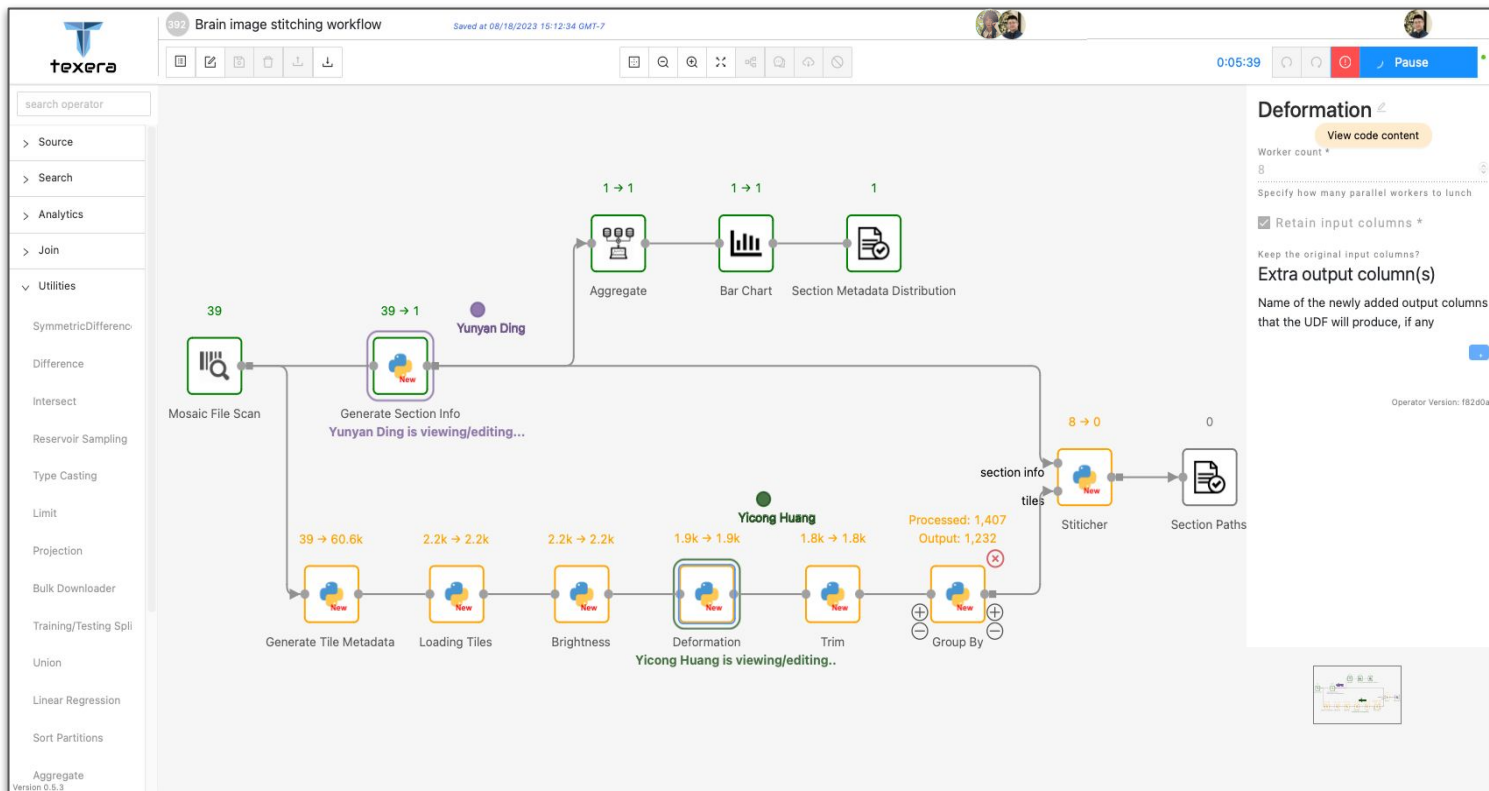 texera
392 Brain image stitching workflow
Saved at 08/18/2023 15:12:34 GMT-7
0:05:39
Pause
search operator
Source
Search
Analytics
Join
Utilities
SymmetricDifferenc
Difference
Intersect
Reservoir Sampling
Type Casting
Limit
Projection
Bulk Downloader
Training/Testing Spli
Union
Linear Regression
Sort Partitions
Aggregate
Version 0.5.3
1 → 1
1 → 1
1
Aggregate
Bar Chart
Section Metadata Distribution
39
39 → 1
Yunyan Ding
New
Mosaic File Scan
Generate Section Info
Yunyan Ding is viewing/editing...
8 → 0
0
section info
tiles
New
Stiticher
Section Paths
Yicong Huang
Processed: 1,407
39 → 60.6k
2.2k → 2.2k
2.2k → 2.2k
1.9k → 1.9k
1.8k → 1.8k
Output: 1,232
New
New
New
New
New
New
Generate Tile Metadata
Loading Tiles
Brightness
Deformation
Trim
Group By
Yicong Huang is viewing/editing..
Deformation
View code content
Worker count *
8
Specify how many parallel workers to lunch
Retain input columns *
Keep the original input columns?
Extra output column(s)
Name of the newly added output columns
that the UDF will produce, if any
Operator Version: f82d0a